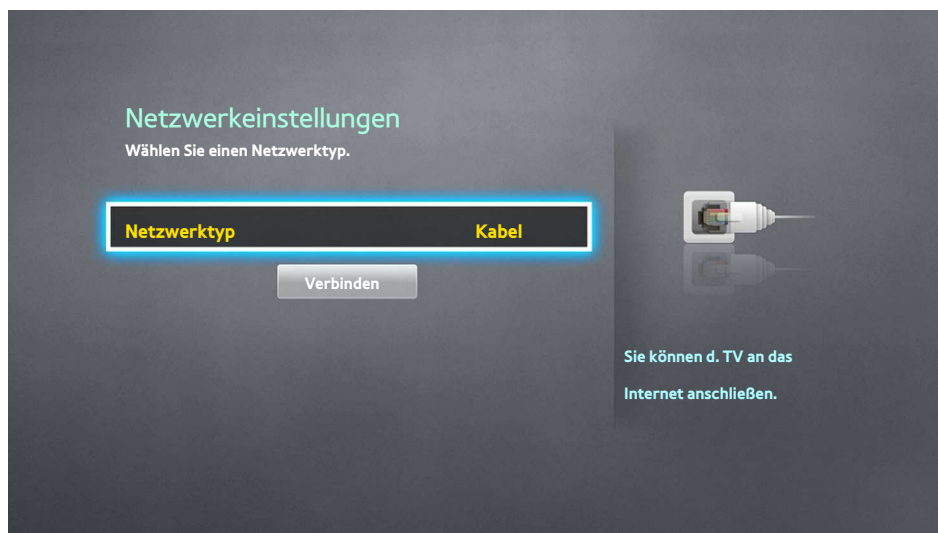 Netzwerkeinstellungen
Wählen Sie einen Netzwerktyp.
Netzwerktyp Kabel
Verbinden
Sie können d. TV an das
Internet anschließen.